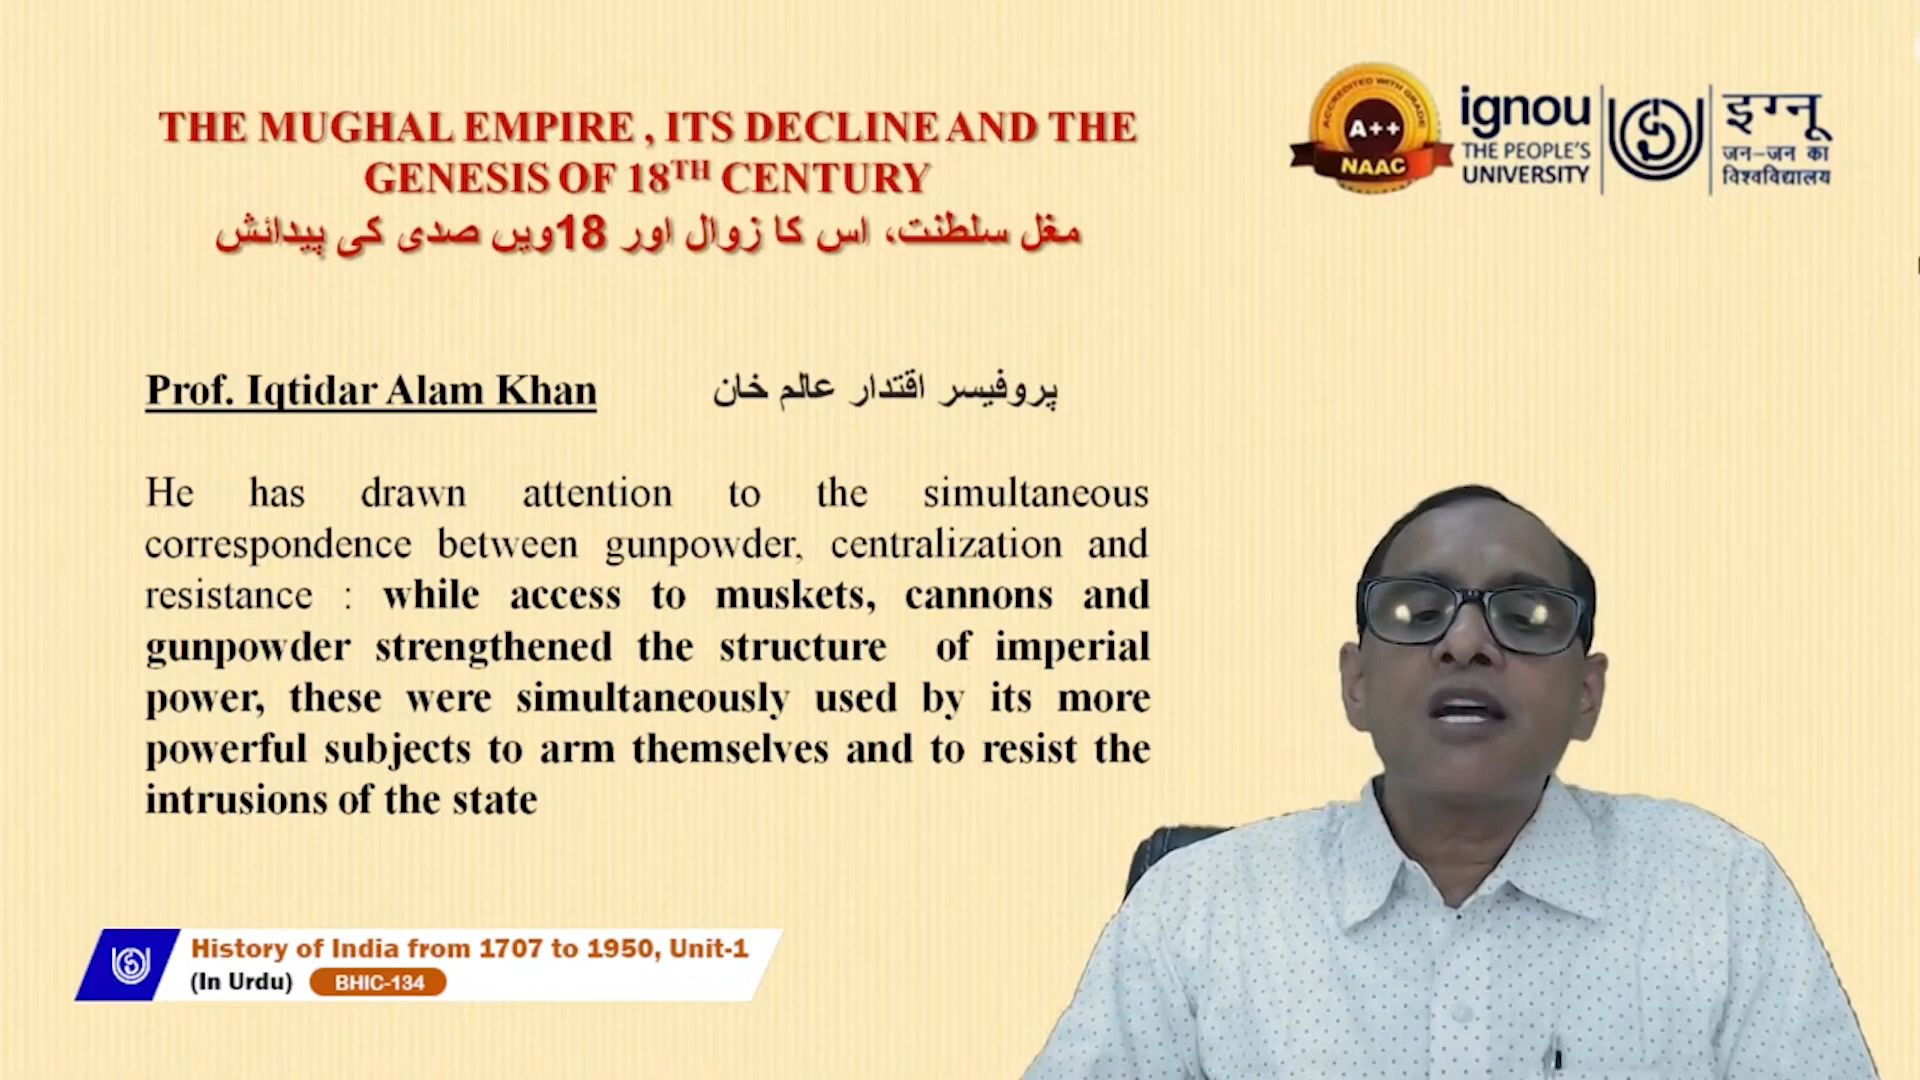 THE MUGHAL EMPIRE , ITS DECLINE AND THE
GENESIS OF 18TH CENTURY
مغل سلطنت، اس کا زوال اور 18ویں صدی کی پیدائش
ACCREDITED WITH GRADE
A++
NAAC
ignou
THE PEOPLE'S
UNIVERSITY
इग्नू
जन-जन का
विश्वविद्यालय
Prof. Iqtidar Alam Khan
پروفیسر اقتدار عالم خان
He has drawn attention to the simultaneous
correspondence between gunpowder, centralization and
resistance : while access to muskets, cannons and
gunpowder strengthened the structure of imperial
power, these were simultaneously used by its more
powerful subjects to arm themselves and to resist the
intrusions of the state
History of India from 1707 to 1950, Unit-1
(In Urdu) BHIC-134